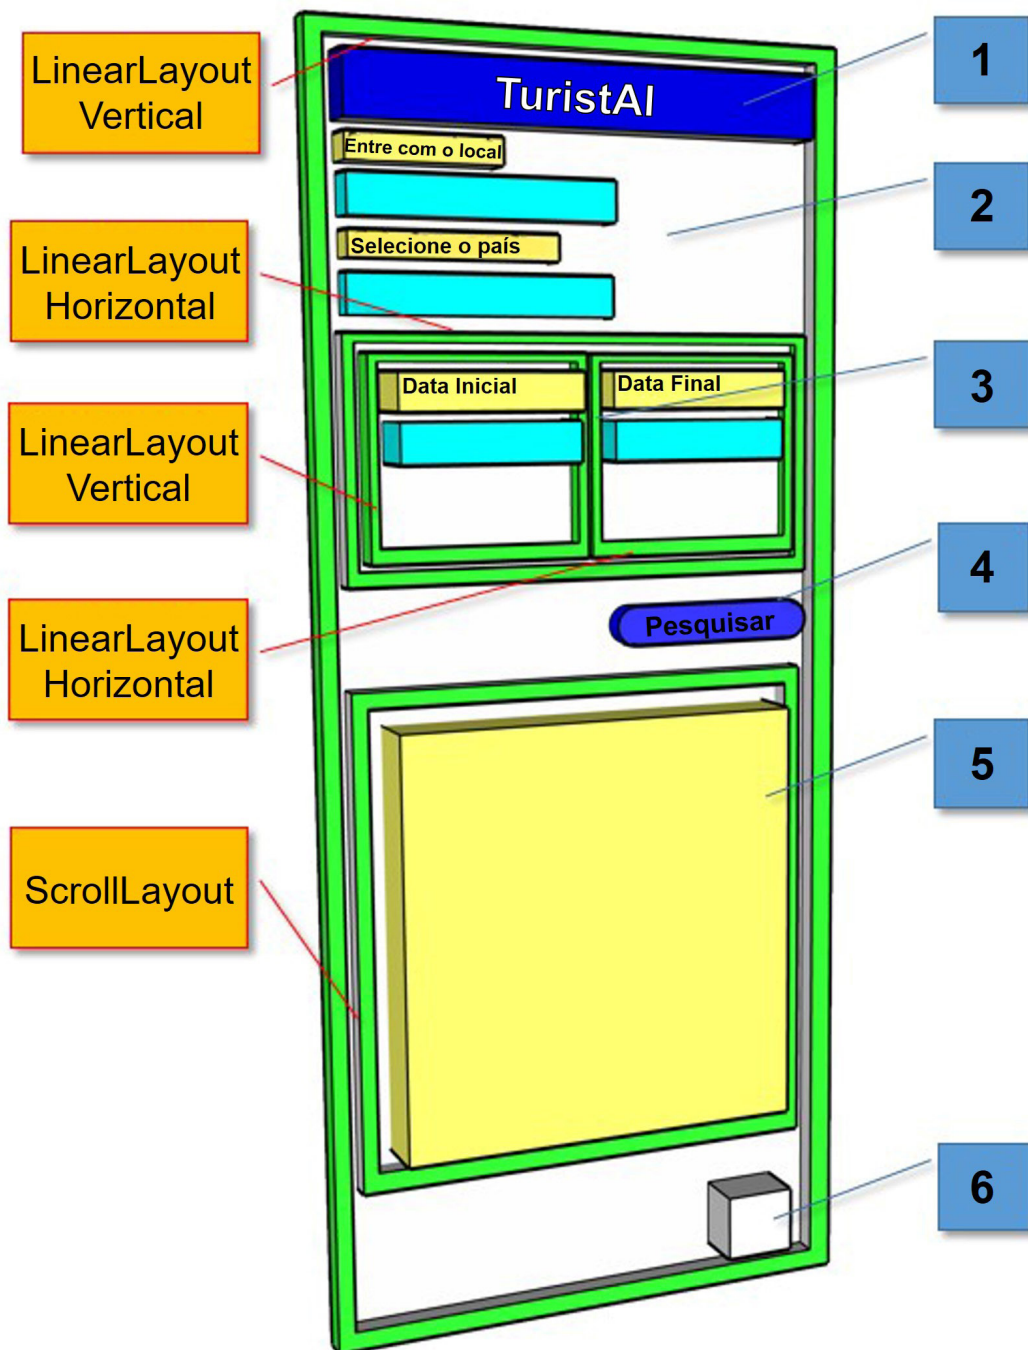 LinearLayout
Vertical
1
TuristAI
Entre com o local
2
Selecione o país
LinearLayout
Horizontal
3
Data Inicial
Data Final
LinearLayout
Vertical
4
Pesquisar
LinearLayout
Horizontal
5
ScrollLayout
6